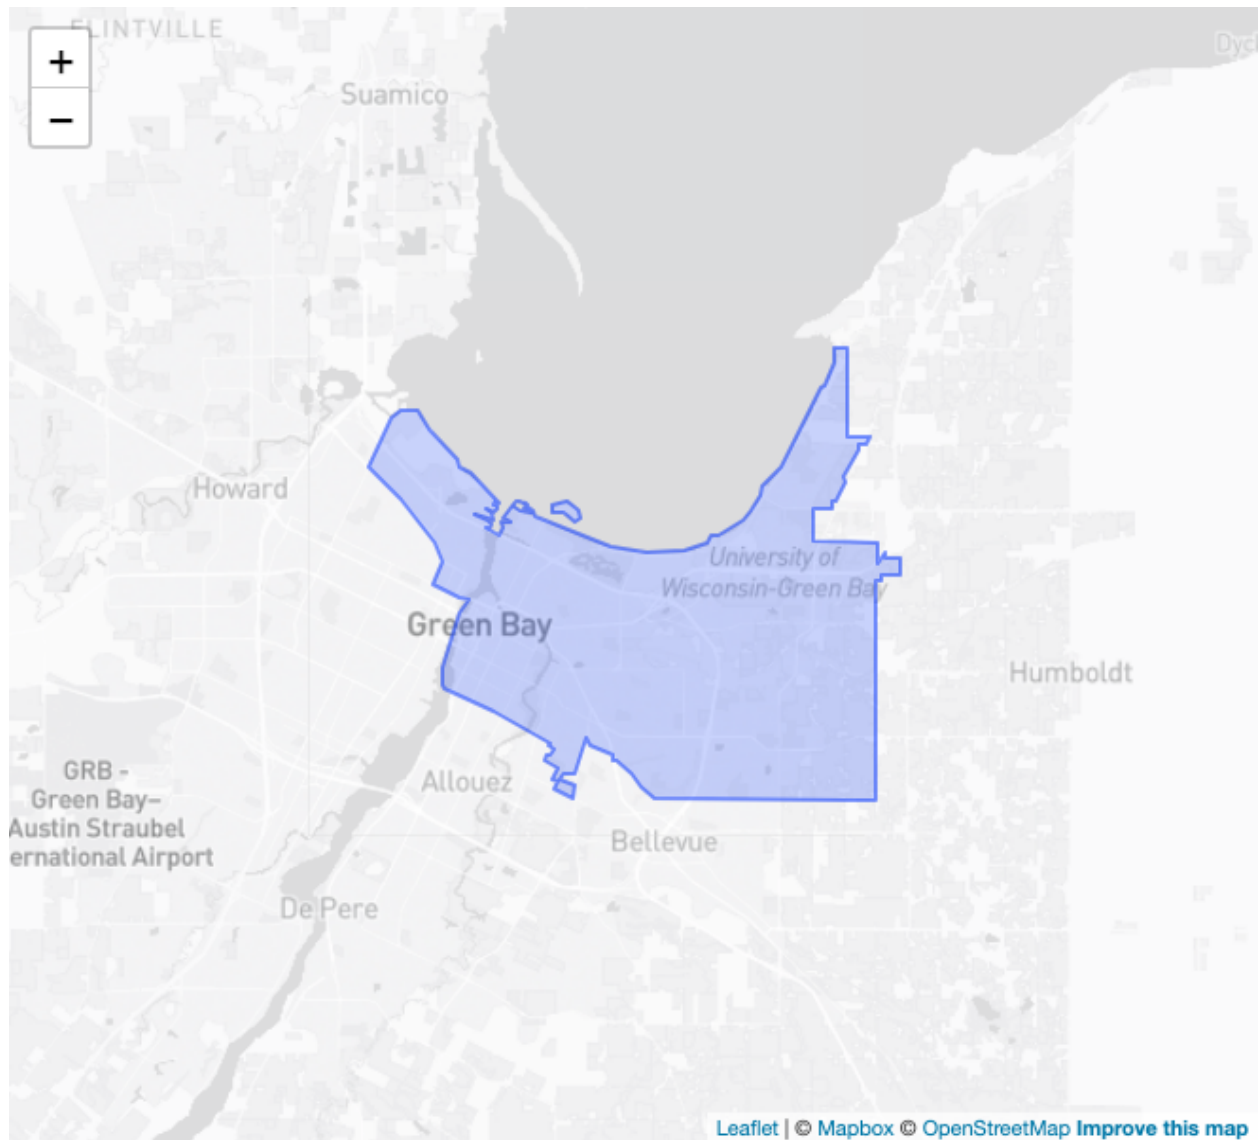 FLINTVILLE
Dyck
+
−
Suamico
Howard
University of
Wisconsin-Green Bay
Green Bay
Humboldt
GRB -
Green Bay–
Austin Straubel
ernational Airport
Allouez
Bellevue
De Pere
Leaflet | © Mapbox © OpenStreetMap Improve this map